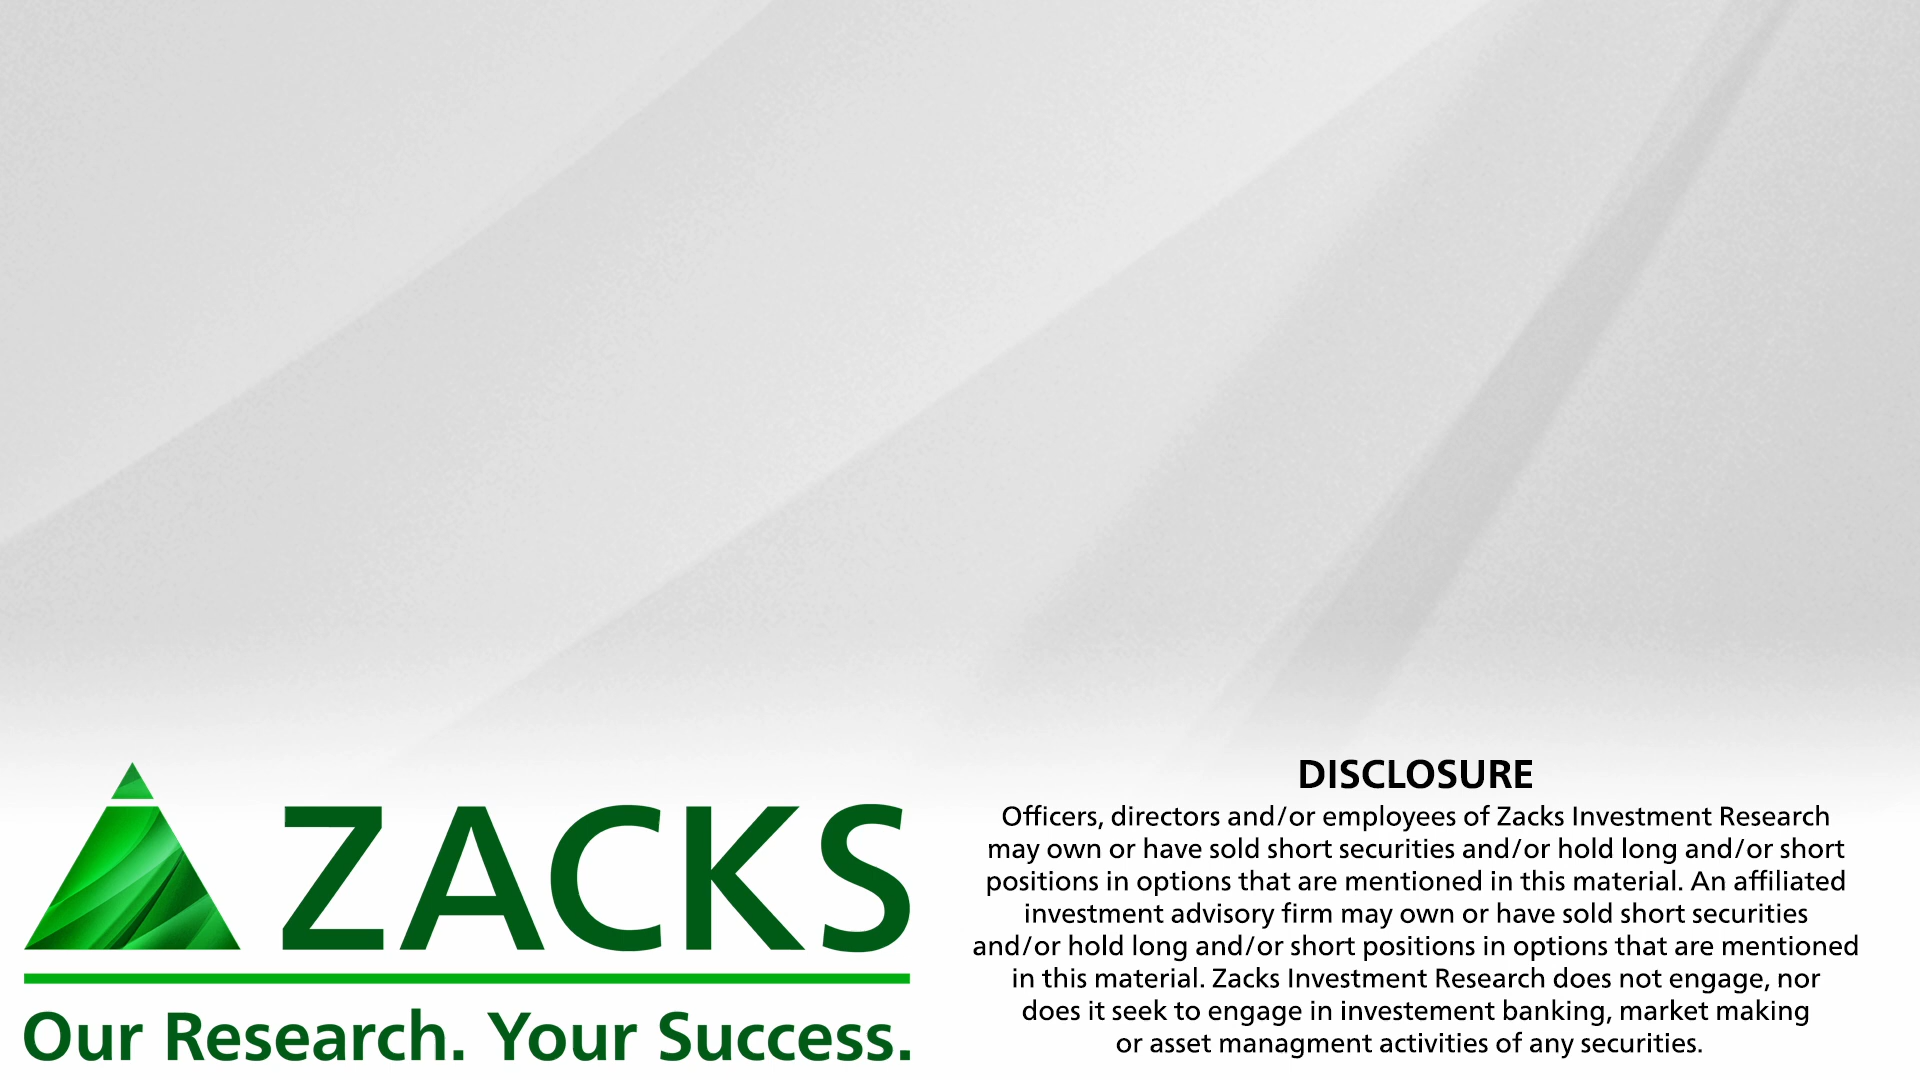 ZACKS
Our Research. Your Success.
DISCLOSURE
Officers, directors and/or employees of Zacks Investment Research
may own or have sold short securities and/or hold long and/or short
positions in options that are mentioned in this material. An affiliated
investment advisory firm may own or have sold short securities
and/or hold long and/or short positions in options that are mentioned
in this material. Zacks Investment Research does not engage, nor
does it seek to engage in investement banking, market making
or asset managment activities of any securities.